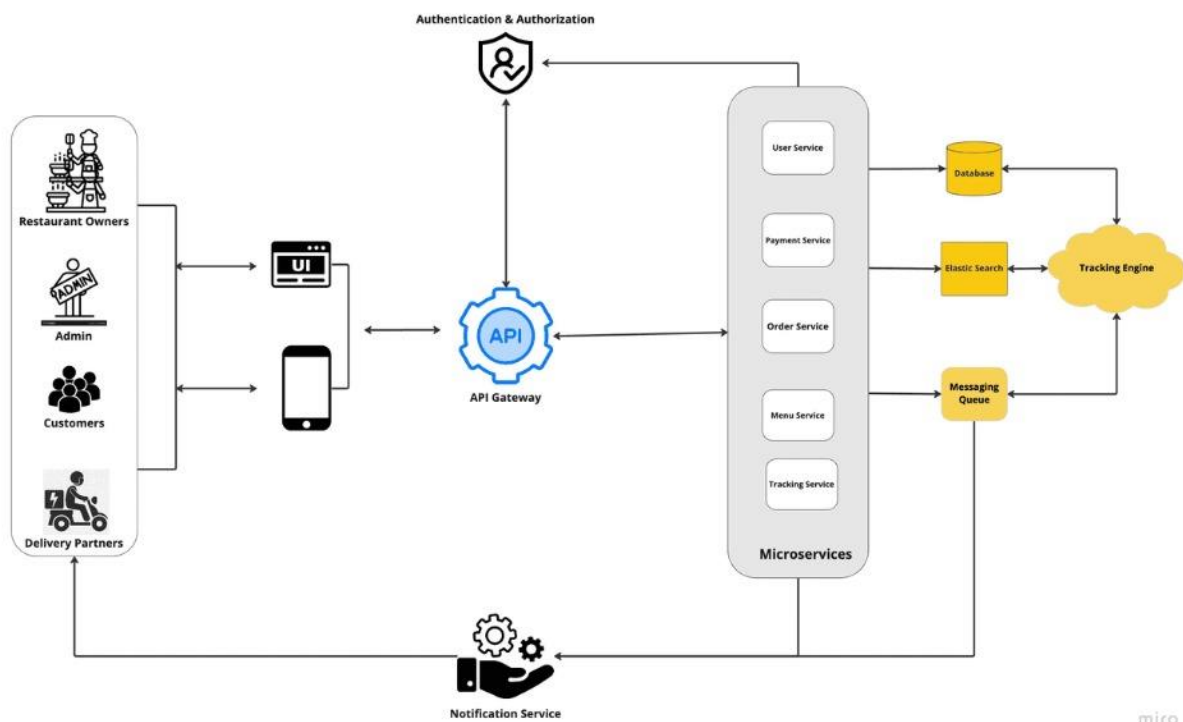 Authentication & Authorization
Restaurant Owners
ADMIN
Admin
Customers
Delivery Partners
UI
API
API Gateway
User Service
Payment Service
Order Service
Menu Service
Tracking Service
Microservices
Database
Elastic Search
Tracking Engine
Messaging
Queue
Notification Service
miro